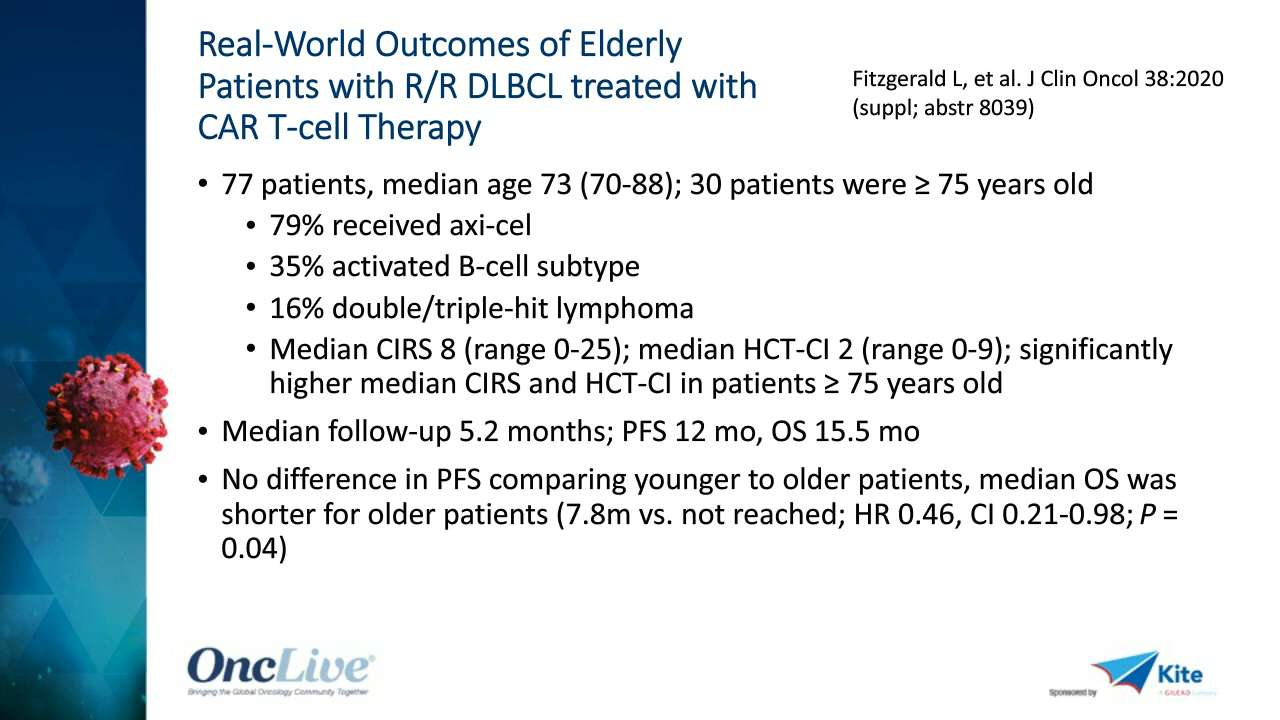 Real-World Outcomes of Elderly
Patients with R/R DLBCL treated with
CAR T-cell Therapy
Fitzgerald L, et al. J Clin Oncol 38:2020
(suppl; abstr 8039)
• 77 patients, median age 73 (70-88); 30 patients were ≥ 75 years old
• 79% received axi-cel
• 35% activated B-cell subtype
• 16% double/triple-hit lymphoma
• Median CIRS 8 (range 0-25); median HCT-CI 2 (range 0-9); significantly
higher median CIRS and HCT-CI in patients ≥ 75 years old
• Median follow-up 5.2 months; PFS 12 mo, OS 15.5 mo
• No difference in PFS comparing younger to older patients, median OS was
shorter for older patients (7.8m vs. not reached; HR 0.46, CI 0.21-0.98; P =
0.04)
OncLive®
Bringing the Global Oncology Community Together
Sponsored by
Kite
A GILEAD Company